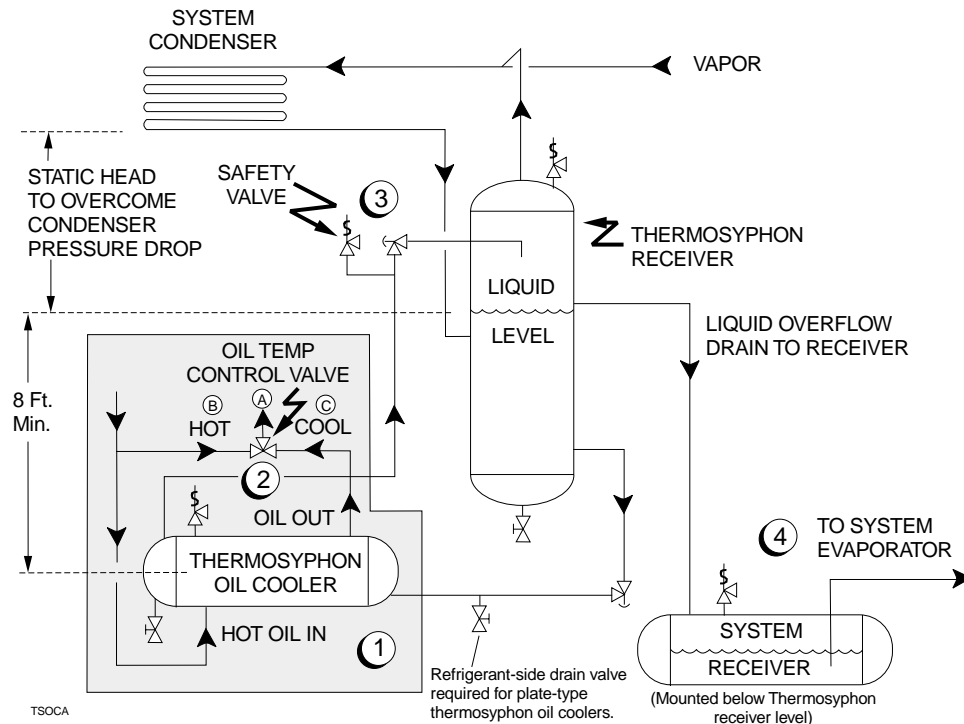 SYSTEM
CONDENSER
VAPOR
STATIC HEAD
TO OVERCOME
CONDENSER
PRESSURE DROP
SAFETY
VALVE
3
THERMOSYPHON
RECEIVER
LIQUID
LEVEL
LIQUID OVERFLOW
DRAIN TO RECEIVER
8 Ft.
Min.
OIL TEMP
CONTROL VALVE
B
A
C
HOT
COOL
2
OIL OUT
THERMOSYPHON
OIL COOLER
HOT OIL IN
1
4
TO SYSTEM
EVAPORATOR
SYSTEM
RECEIVER
(Mounted below Thermosyphon
receiver level)
Refrigerant-side drain valve
required for plate-type
thermosyphon oil coolers.
TSOCA
S
S
S
S